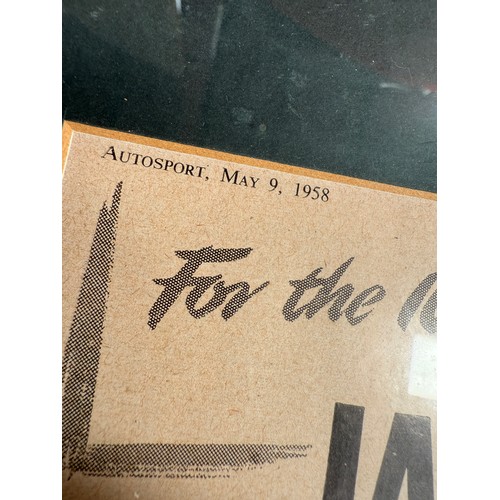 AUTOSPORT, MAY 9, 1958
For the